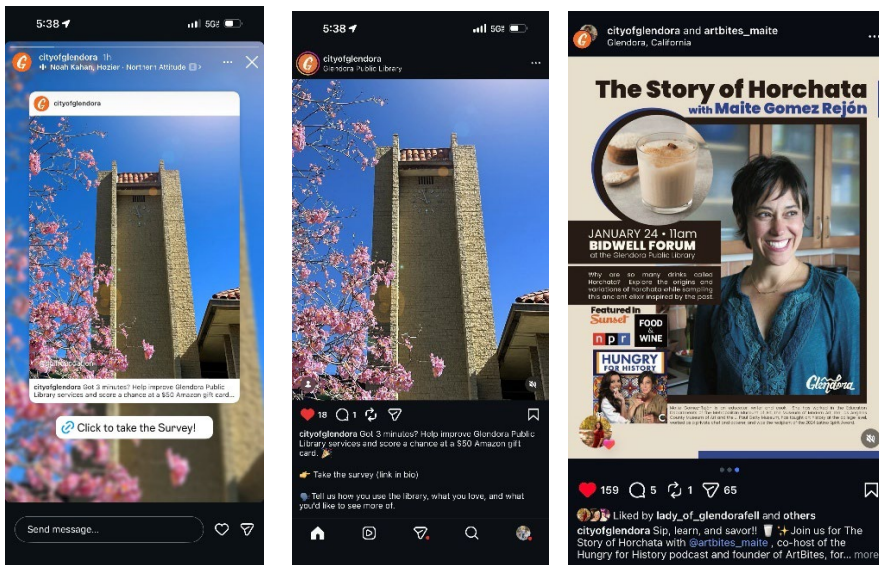 5:38
5G
cityofglendora 1h
Noah Kahan, Hozier · Northern Attitude
cityofglendora
cityofglendora Got 3 minutes? Help improve Glendora Public
Library services and score a chance at a $50 Amazon gift card...
Click to take the Survey!
Send message...
5:38
5G
cityofglendora
Glendora Public Library
18 1
cityofglendora Got 3 minutes? Help improve Glendora Public
Library services and score a chance at a $50 Amazon gift
card. 🎉
👉 Take the survey (link in bio)
🗣️ Tell us how you use the library, what you love, and what
you'd like to see more of.
cityofglendora and artbites_maite
Glendora, California
The Story of Horchata
with Maite Gomez Rejón
JANUARY 24 • 11am
BIDWELL FORUM
at the Glendora Public Library
Why are so many drinks called
Horchata? Explore the origins and
variations of horchata while sampling
this ancient elixir inspired by the past.
Featured In
Sunset
FOOD &
WINE
npr
HUNGRY
FOR HISTORY
Glendora
159 5 1 65
Liked by lady_of_glendorafell and others
cityofglendora Sip, learn, and savor!! 🥛 ✨ Join us for The
Story of Horchata with @artbites_maite , co-host of the
Hungry for History podcast and founder of ArtBites, for... more